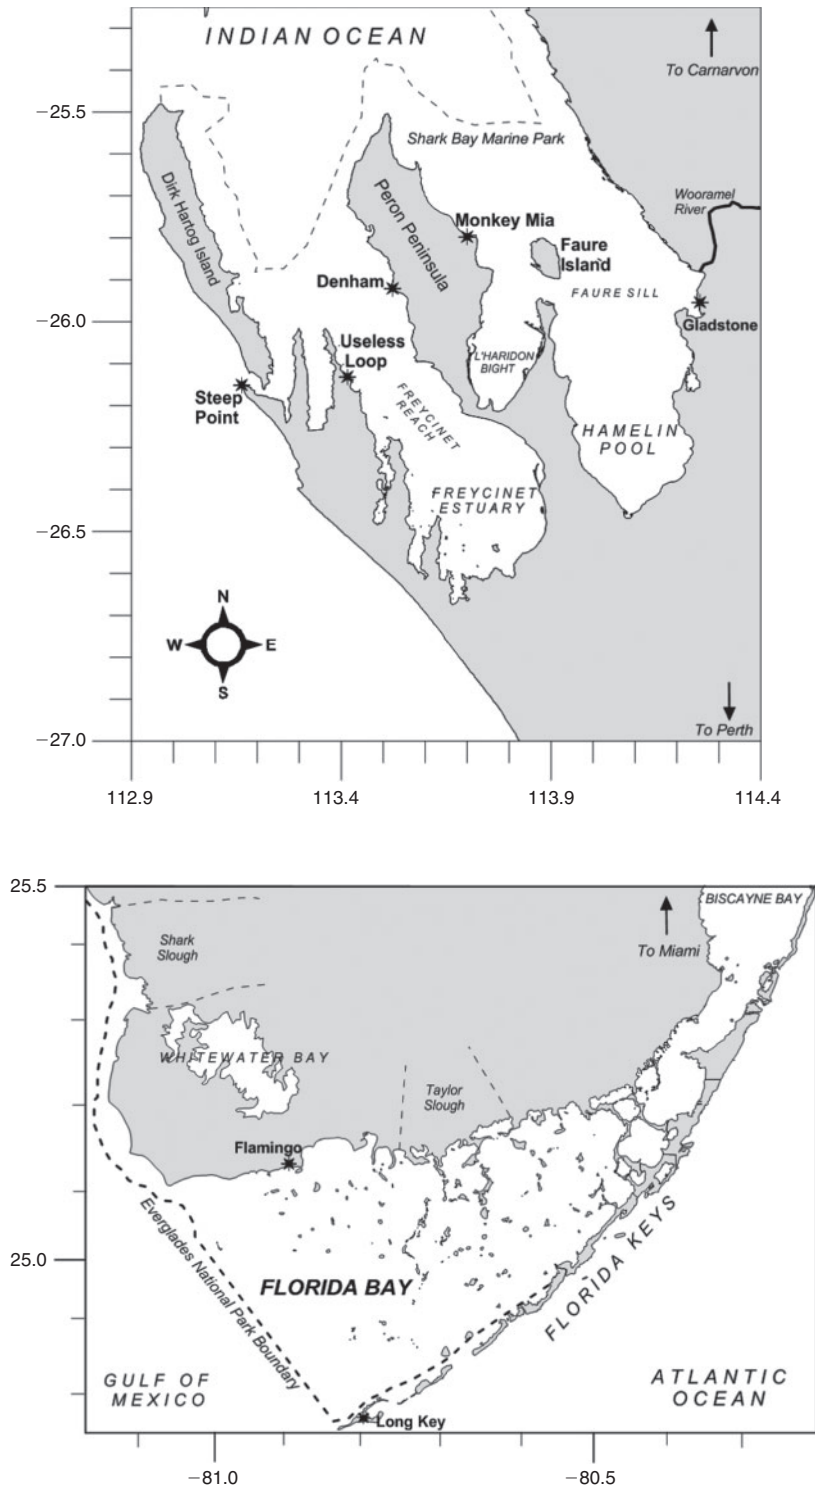 INDIAN OCEAN
To Carnarvon
−25.5
Shark Bay Marine Park
Dirk Hartog Island
Peron Peninsula
Wooramel
River
Monkey Mia
Faure
Island
Denham
FAURE SILL
−26.0
Gladstone
Useless
Loop
L'HARIDON
BIGHT
Steep
Point
FREYCINET
REACH
HAMELIN
POOL
FREYCINET
ESTUARY
−26.5
N
W E
S
To Perth
−27.0
112.9 113.4 113.9 114.4
25.5
BISCAYNE BAY
Shark
Slough
To Miami
WHITEWATER BAY
Taylor
Slough
Flamingo
Everglades National Park Boundary
FLORIDA KEYS
25.0
FLORIDA BAY
GULF OF
MEXICO
ATLANTIC
OCEAN
Long Key
−81.0 −80.5